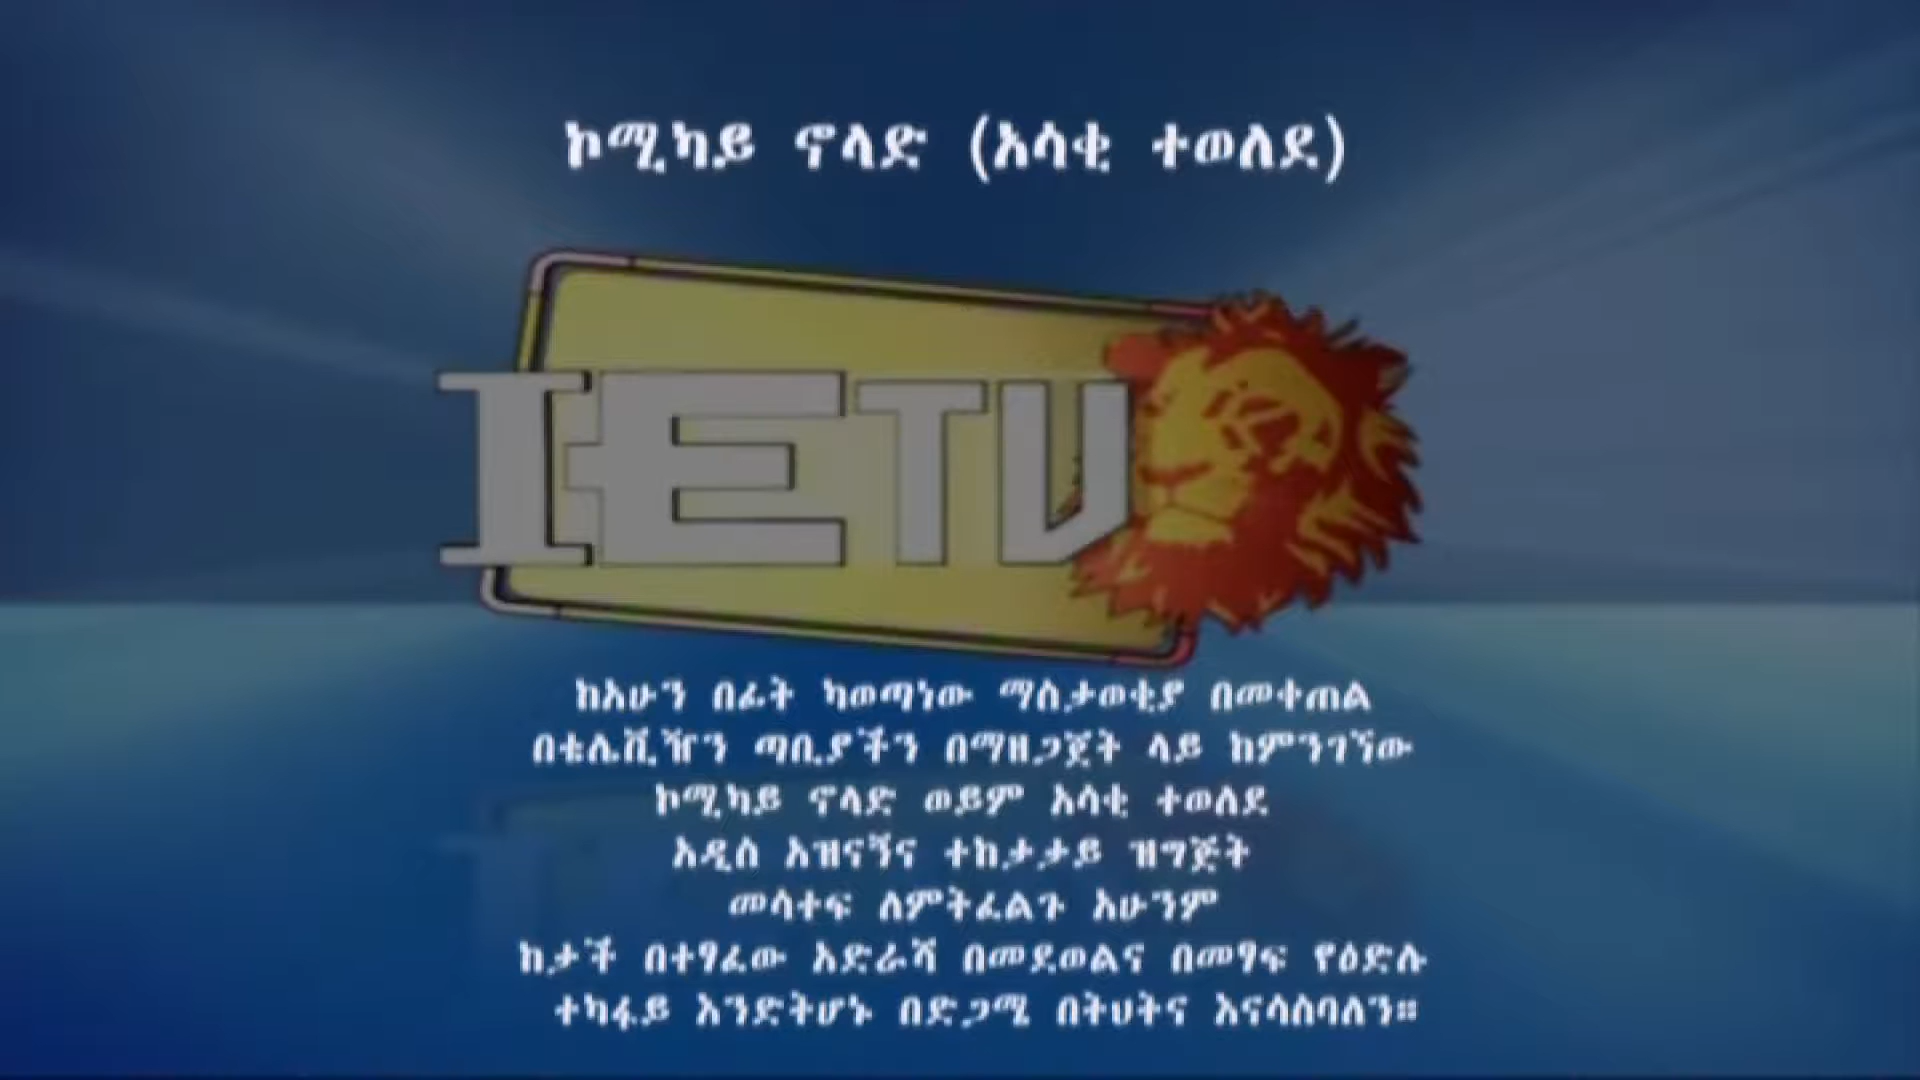 ኮሚካይ ኖላድ (አሳቂ ተወለደ)
IETV
ከአሁን በፊት ካወጣነው ማስታወቂያ በመቀጠል
በቴሌቪዥን ጣቢያችን በማዘጋጀት ላይ ከምንገኘው
ኮሚካይ ኖላድ ወይም አሳቂ ተወለደ
አዲስ አዝናኝና ተከታታይ ዝግጅት
መሳተፍ ለምትፈልጉ አሁንም
ከታች በተፃፈው አድራሻ በመደወልና በመፃፍ የዕድሉ
ተካፋይ እንድትሆኑ በድጋሜ በትህትና እናሳስባለን።